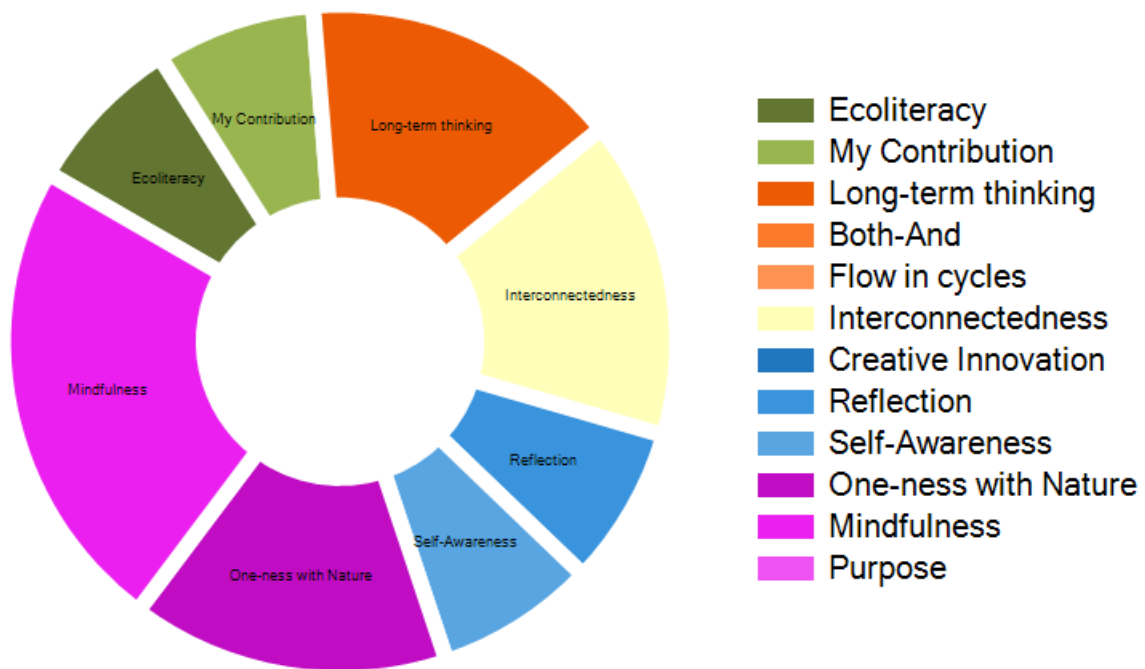 My Contribution
Long-term thinking
Ecoliteracy
Interconnectedness
Mindfulness
Reflection
Self-Awareness
One-ness with Nature
Ecoliteracy
My Contribution
Long-term thinking
Both-And
Flow in cycles
Interconnectedness
Creative Innovation
Reflection
Self-Awareness
One-ness with Nature
Mindfulness
Purpose